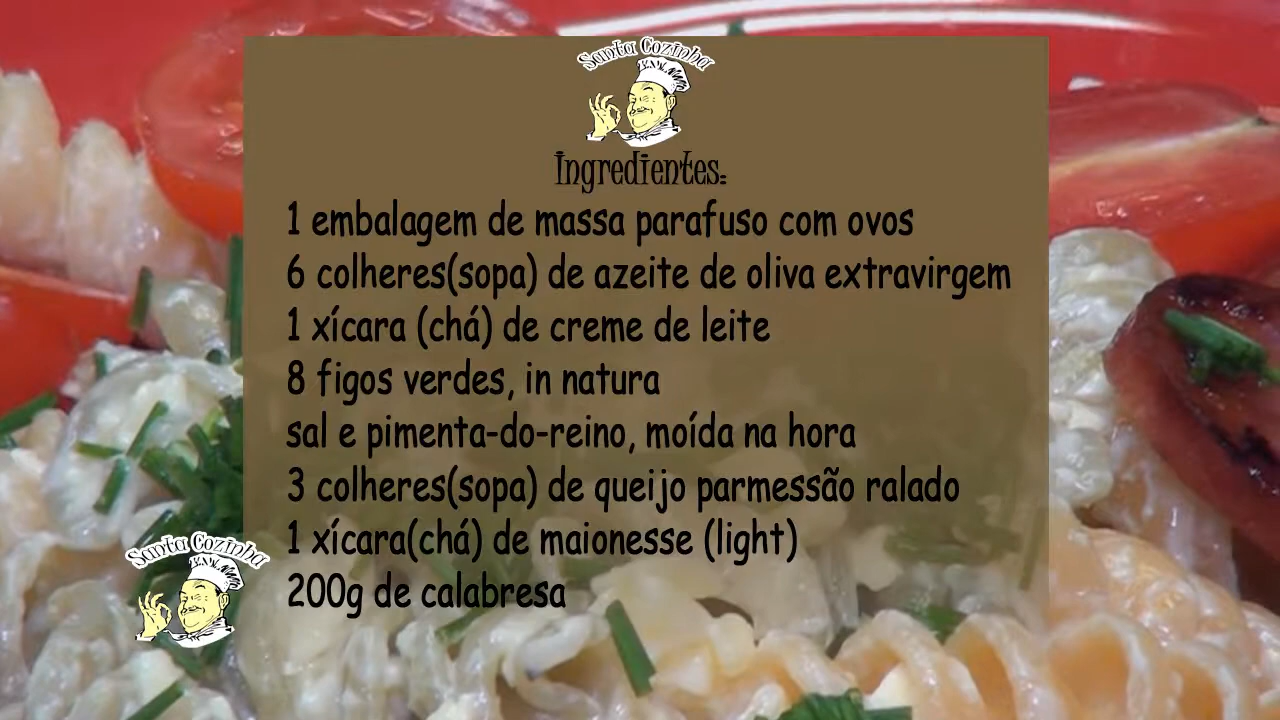 Santa Cozinha
Ingredientes:
1 embalagem de massa parafuso com ovos
6 colheres(sopa) de azeite de oliva extravirgem
1 xícara (chá) de creme de leite
8 figos verdes, in natura
sal e pimenta-do-reino, moída na hora
3 colheres(sopa) de queijo parmessão ralado
1 xícara(chá) de maionesse (light)
200g de calabresa
Santa Cozinha